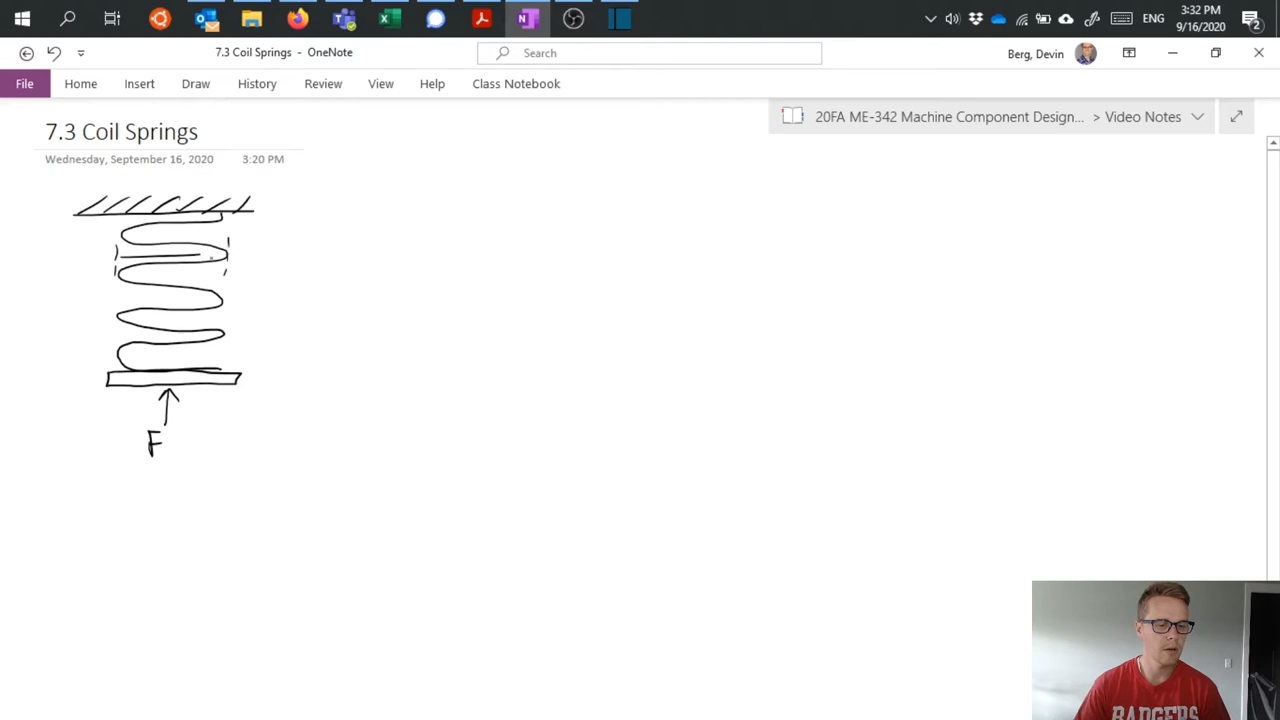 3:32 PM
ENG
9/16/2020
2
7.3 Coil Springs - OneNote
Search
Berg, Devin
File
Home
Insert
Draw
History
Review
View
Help
Class Notebook
20FA ME-342 Machine Component Design... > Video Notes
7.3 Coil Springs
Wednesday, September 16, 2020 3:20 PM
F
BADGERS